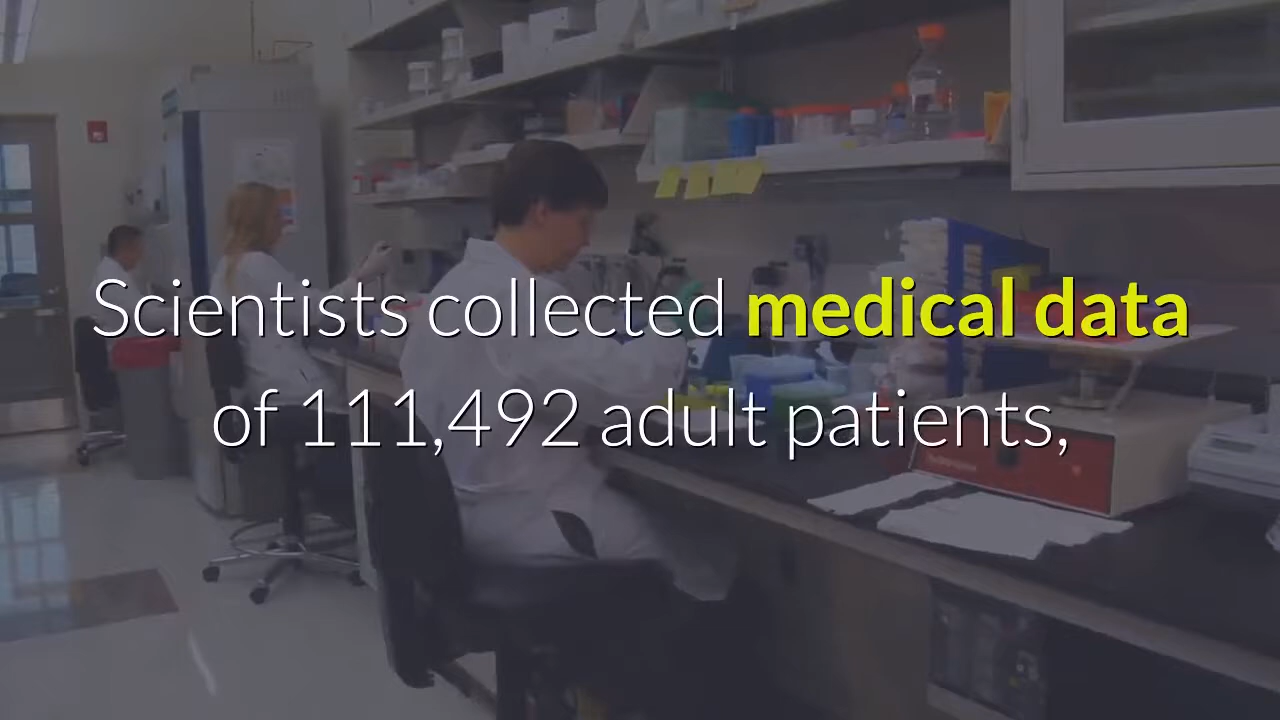 Scientists collected medical data
of 111,492 adult patients,